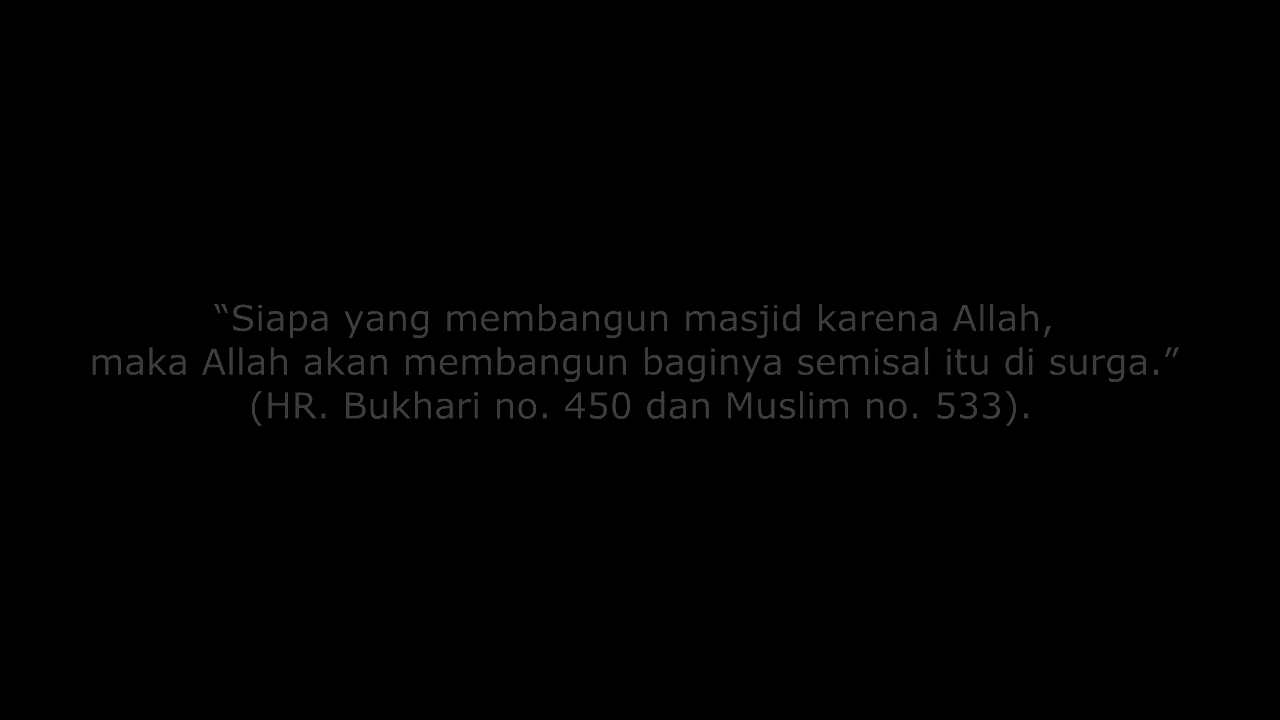 “Siapa yang membangun masjid karena Allah,
maka Allah akan membangun baginya semisal itu di surga.”
(HR. Bukhari no. 450 dan Muslim no. 533).